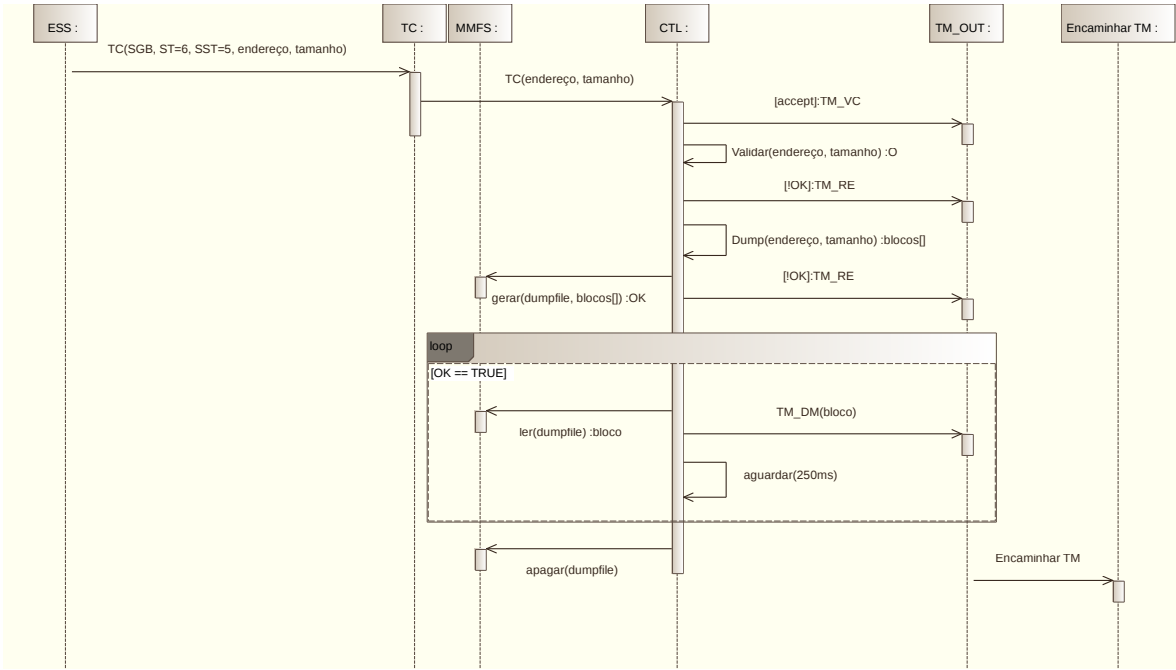 ESS :
TC :
MMFS :
CTL :
TM_OUT :
Encaminhar TM :
TC(SGB, ST=6, SST=5, endereço, tamanho)
TC(endereço, tamanho)
[accept]:TM_VC
Validar(endereço, tamanho) :O
[!OK]:TM_RE
Dump(endereço, tamanho) :blocos[]
[!OK]:TM_RE
gerar(dumpfile, blocos[]) :OK
loop
[OK == TRUE]
TM_DM(bloco)
ler(dumpfile) :bloco
aguardar(250ms)
Encaminhar TM
apagar(dumpfile)